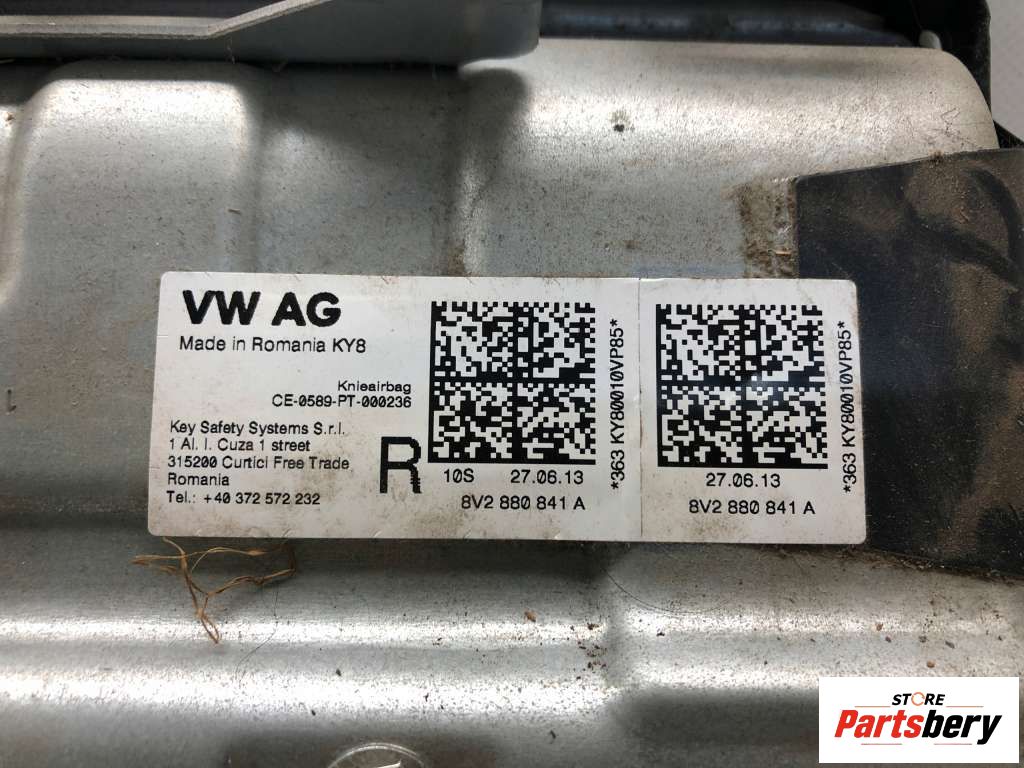 VW AG
Made in Romania KY8
Knieairbag
CE-0589-PT-000236
Key Safety Systems S.r.l.
1 Al. I. Cuza 1 street
315200 Curtici Free Trade
Romania
Tel.: +40 372 572 232
R
10S 27.06.13
8V2 880 841 A
*363 KY80010VP85*
27.06.13
8V2 880 841 A
*363 KY80010VP85*
STORE
Partsbery